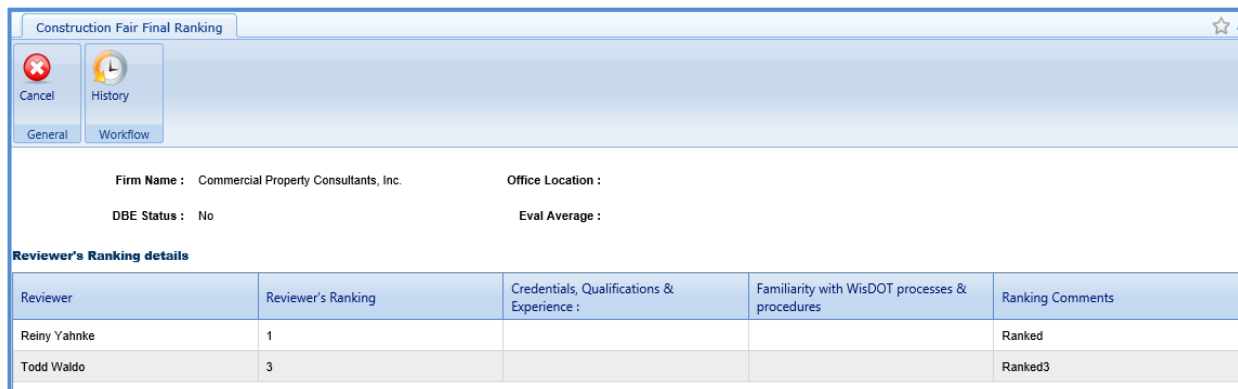 Construction Fair Final Ranking
Cancel History
General Workflow
Firm Name : Commercial Property Consultants, Inc. Office Location :
DBE Status : No Eval Average :
Reviewer's Ranking details
Reviewer Reviewer's Ranking Credentials, Qualifications & Experience : Familiarity with WisDOT processes & procedures Ranking Comments
Reiny Yahnke 1 Ranked
Todd Waldo 3 Ranked3